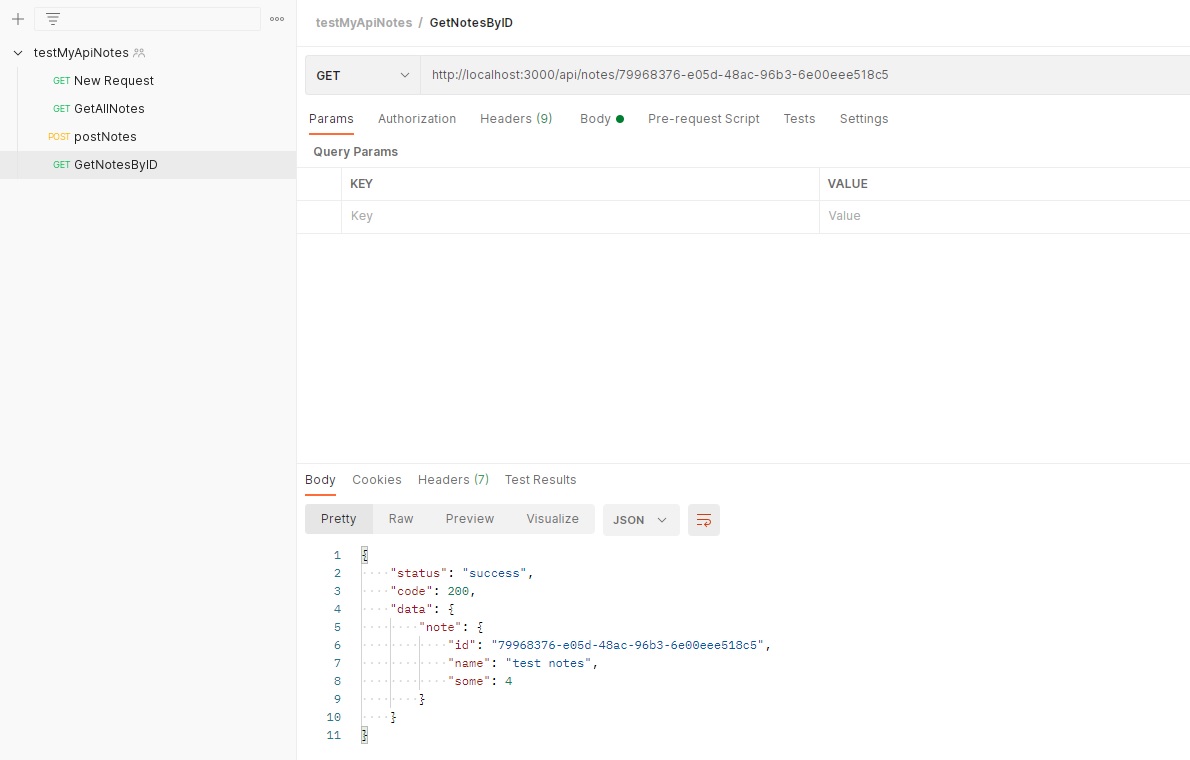 testMyApiNotes
GET New Request
GET GetAllNotes
POST postNotes
GET GetNotesByID
testMyApiNotes / GetNotesByID
GET http://localhost:3000/api/notes/79968376-e05d-48ac-96b3-6e00eee518c5
Params Authorization Headers (9) Body Pre-request Script Tests Settings
Query Params
KEY VALUE
Key Value
Body Cookies Headers (7) Test Results
Pretty Raw Preview Visualize JSON
1 {
2 "status": "success",
3 "code": 200,
4 "data": {
5 "note": {
6 "id": "79968376-e05d-48ac-96b3-6e00eee518c5",
7 "name": "test notes",
8 "some": 4
9 }
10 }
11 }